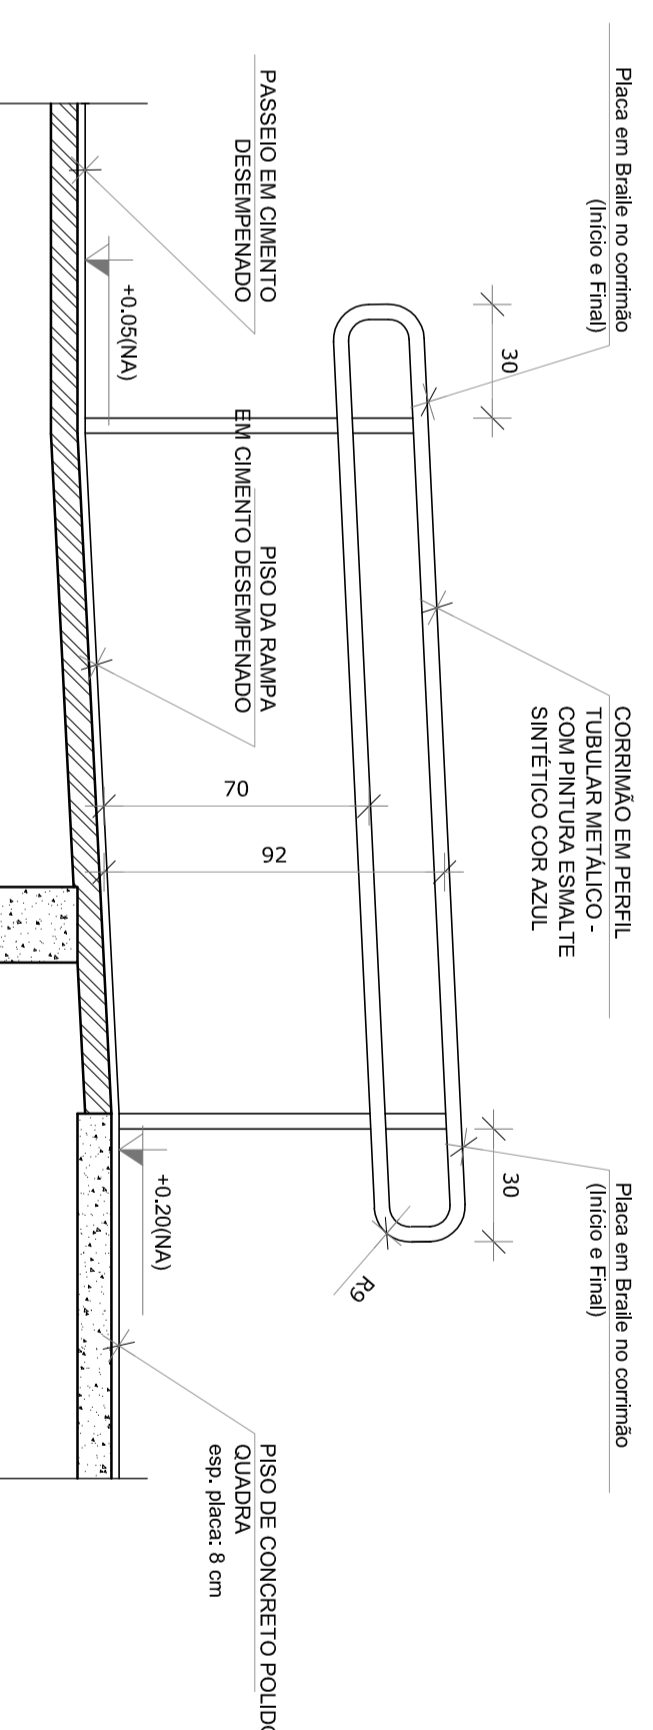 Placa em Braile no corrimão
(Início e Final)
CORRIMÃO EM PERFIL
TUBULAR METÁLICO -
COM PINTURA ESMALTE
SINTÉTICO COR AZUL
Placa em Braile no corrimão
(Início e Final)
30
30
R9
92
70
PASSEIO EM CIMENTO
DESEMPENADO
PISO DA RAMPA
EM CIMENTO DESEMPENADO
PISO DE CONCRETO POLIDO
QUADRA
esp. placa: 8 cm
+0.05(NA)
+0.20(NA)